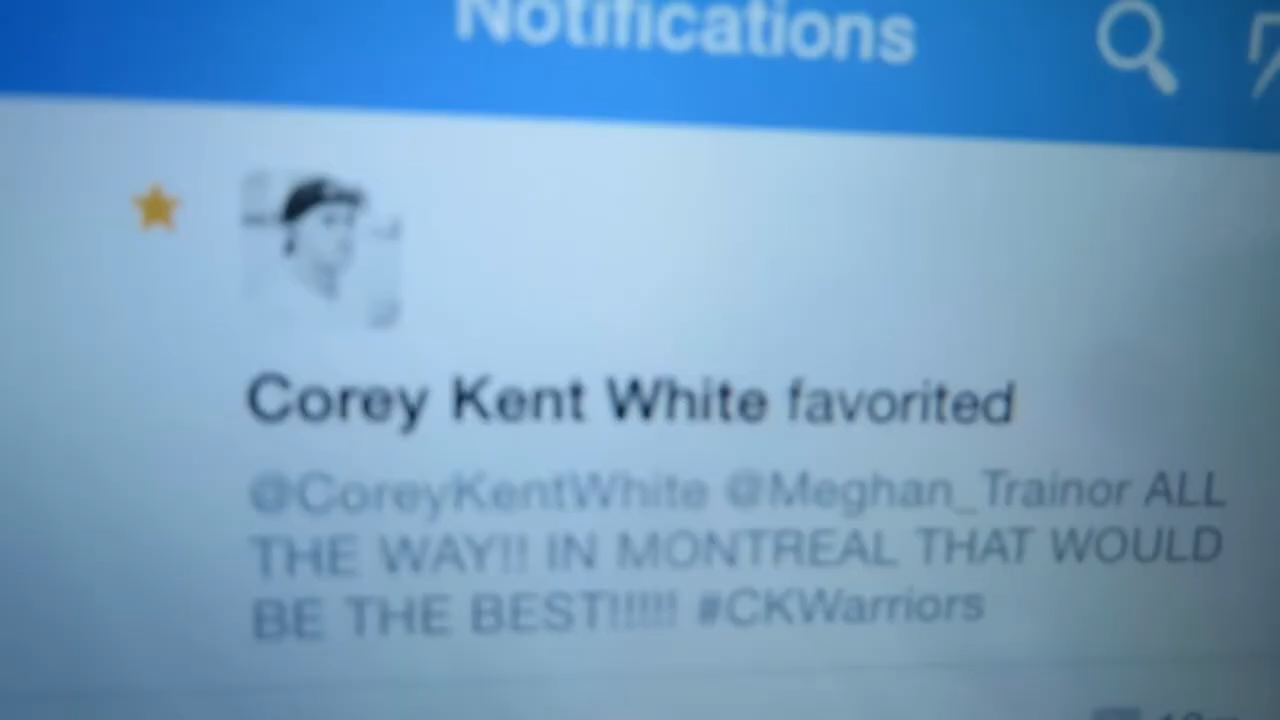 Notifications
Corey Kent White favorited
@CoreyKentWhite @Meghan_Trainor ALL
THE WAY!! IN MONTREAL THAT WOULD
BE THE BEST!!!!!! #CKWarriors